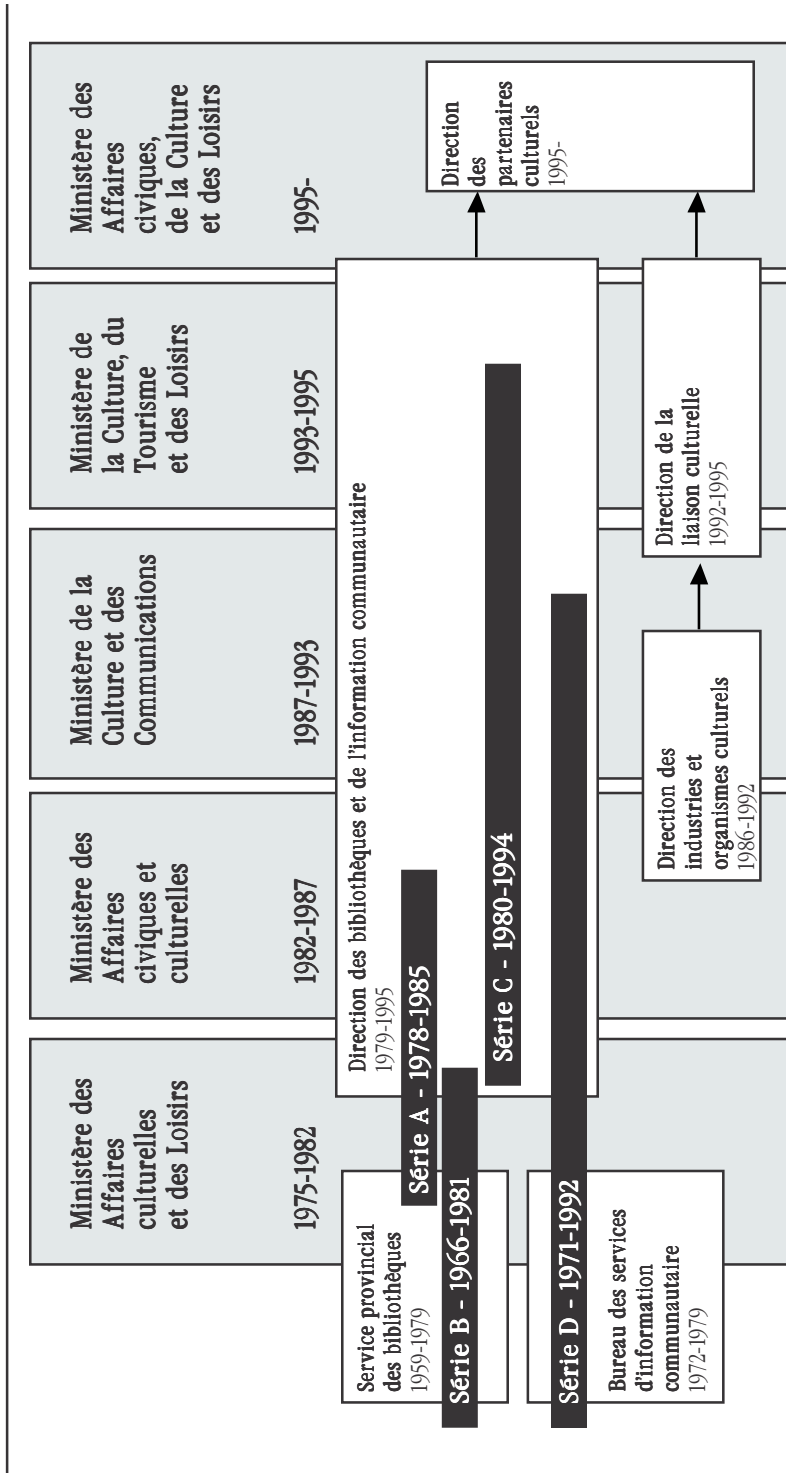 Ministère des
Affaires
culturelles
et des Loisirs
1975-1982
Ministère des
Affaires
civiques et
culturelles
1982-1987
Ministère de la
Culture et des
Communications
1987-1993
Ministère de
la Culture, du
Tourisme
et des Loisirs
1993-1995
Ministère des
Affaires
civiques,
de la Culture
et des Loisirs
1995-
Service provincial
des bibliothèques
1959-1979
Direction des bibliothèques et de l'information communautaire
1979-1995
Direction
des
partenaires
culturels
1995-
Série A - 1978-1985
Série B - 1966-1981
Série C - 1980-1994
Série D - 1971-1992
Bureau des services
d'information
communautaire
1972-1979
Direction des
industries et
organismes culturels
1986-1992
Direction de la
liaison culturelle
1992-1995